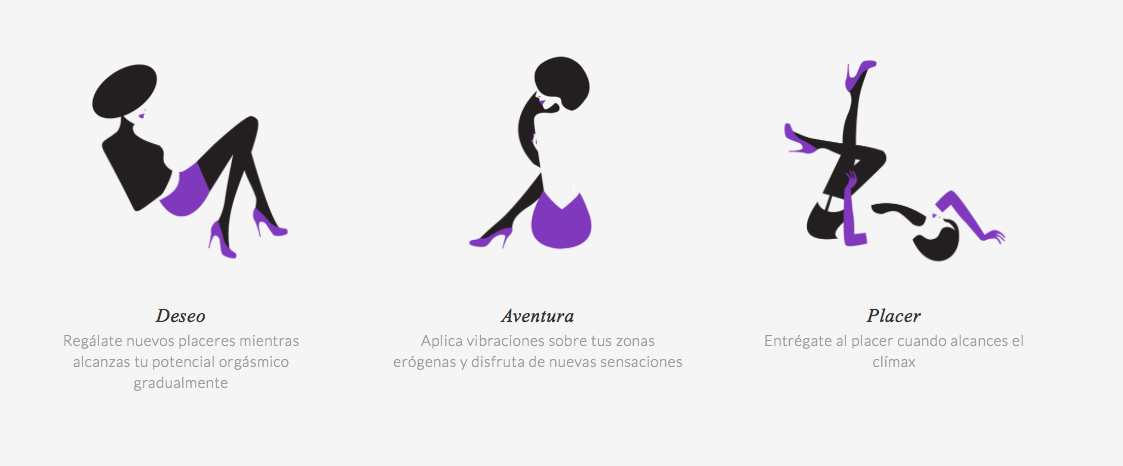 Deseo
Regálate nuevos placeres mientras
alcanzas tu potencial orgásmico
gradualmente
Aventura
Aplica vibraciones sobre tus zonas
erógenas y disfruta de nuevas sensaciones
Placer
Entrégate al placer cuando alcances el
clímax